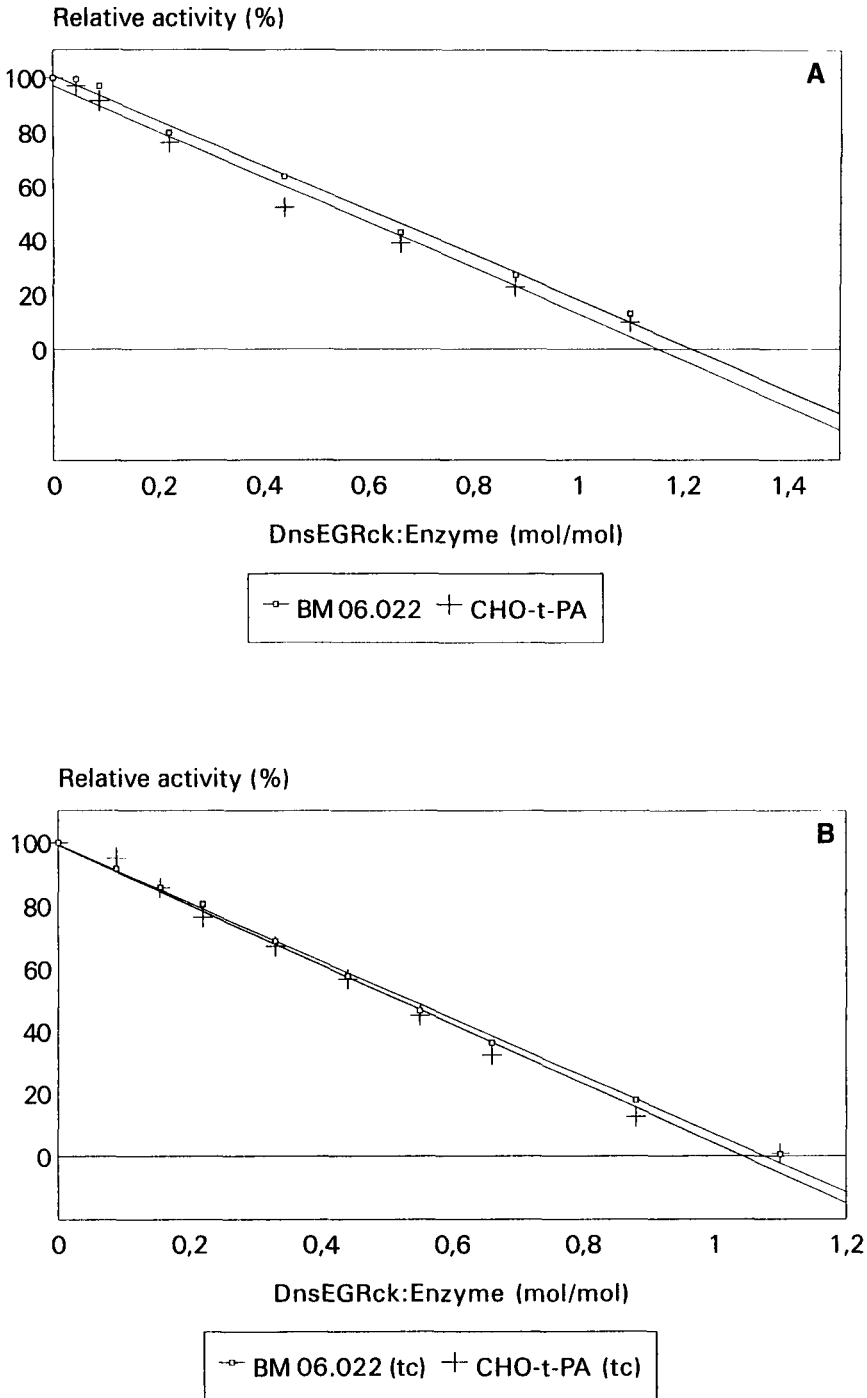 Relative activity (%)
A
100
80
60
40
20
0
0 0,2 0,4 0,6 0,8 1 1,2 1,4
DnsEGRck:Enzyme (mol/mol)
BM 06.022 CHO-t-PA
Relative activity (%)
B
100
80
60
40
20
0
0 0,2 0,4 0,6 0,8 1 1,2
DnsEGRck:Enzyme (mol/mol)
BM 06.022 (tc) CHO-t-PA (tc)